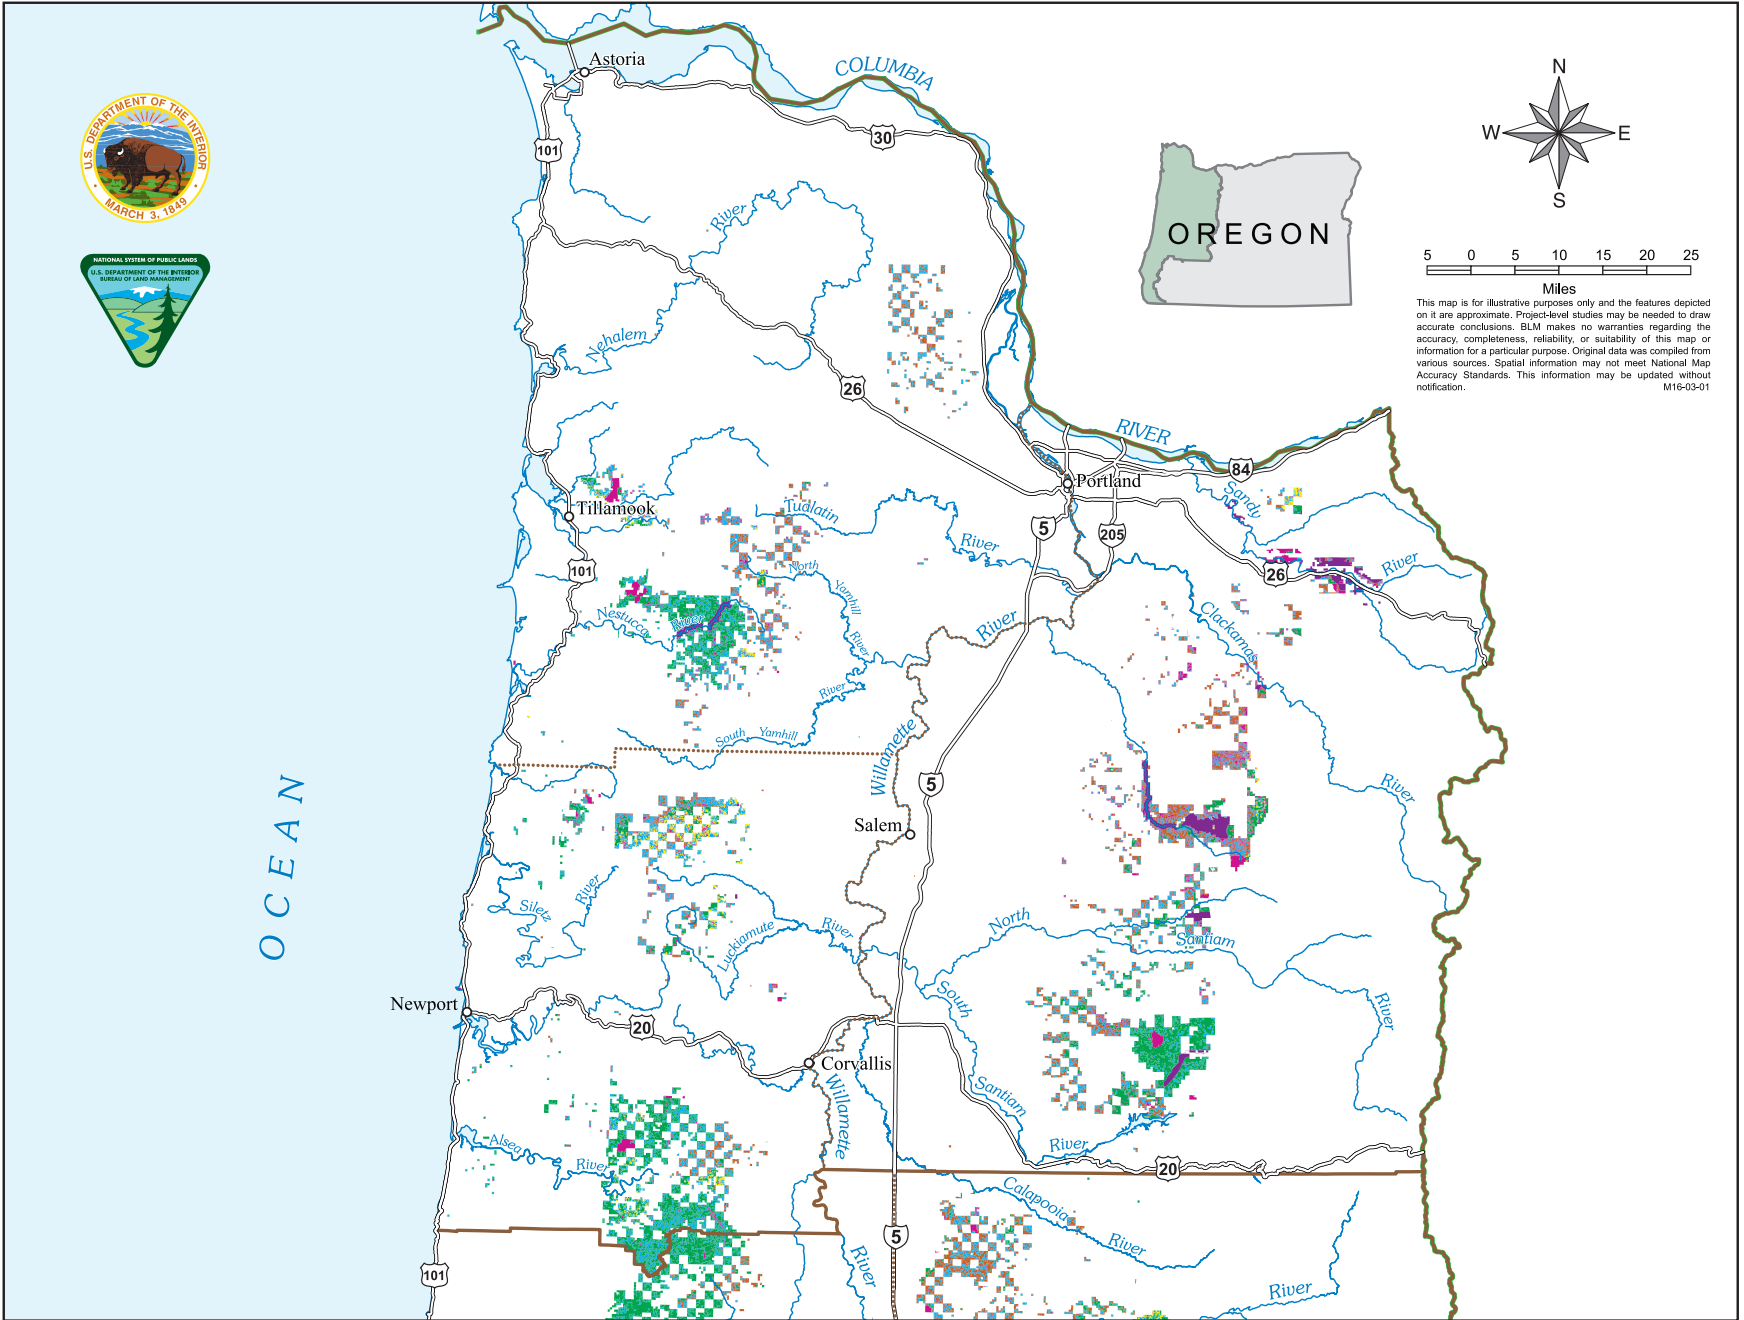 Astoria
COLUMBIA
30
101
U.S. DEPARTMENT OF THE INTERIOR
MARCH 3, 1849
NATIONAL SYSTEM OF PUBLIC LANDS
U.S. DEPARTMENT OF THE INTERIOR
BUREAU OF LAND MANAGEMENT
N
W
E
S
OREGON
5 0 5 10 15 20 25
Miles
This map is for illustrative purposes only and the features depicted
on it are approximate. Project-level studies may be needed to draw
accurate conclusions. BLM makes no warranties regarding the
accuracy, completeness, reliability, or suitability of this map or
information for a particular purpose. Original data was compiled from
various sources. Spatial information may not meet National Map
Accuracy Standards. This information may be updated without
notification.
M16-03-01
River
Nehalem
26
RIVER
84
Portland
Sandy
Tillamook
Tualatin
River
5
205
101
North
Yamhill
River
26
River
Nestucca
River
River
Clackamas
River
South Yamhill
Willamette
River
5
Salem
OCEAN
Siletz
River
Luckiamute
River
North
Santiam
River
South
Newport
20
Corvallis
Santiam
Willamette
Alsea
River
River
20
Calapooia
River
5
River
101
River